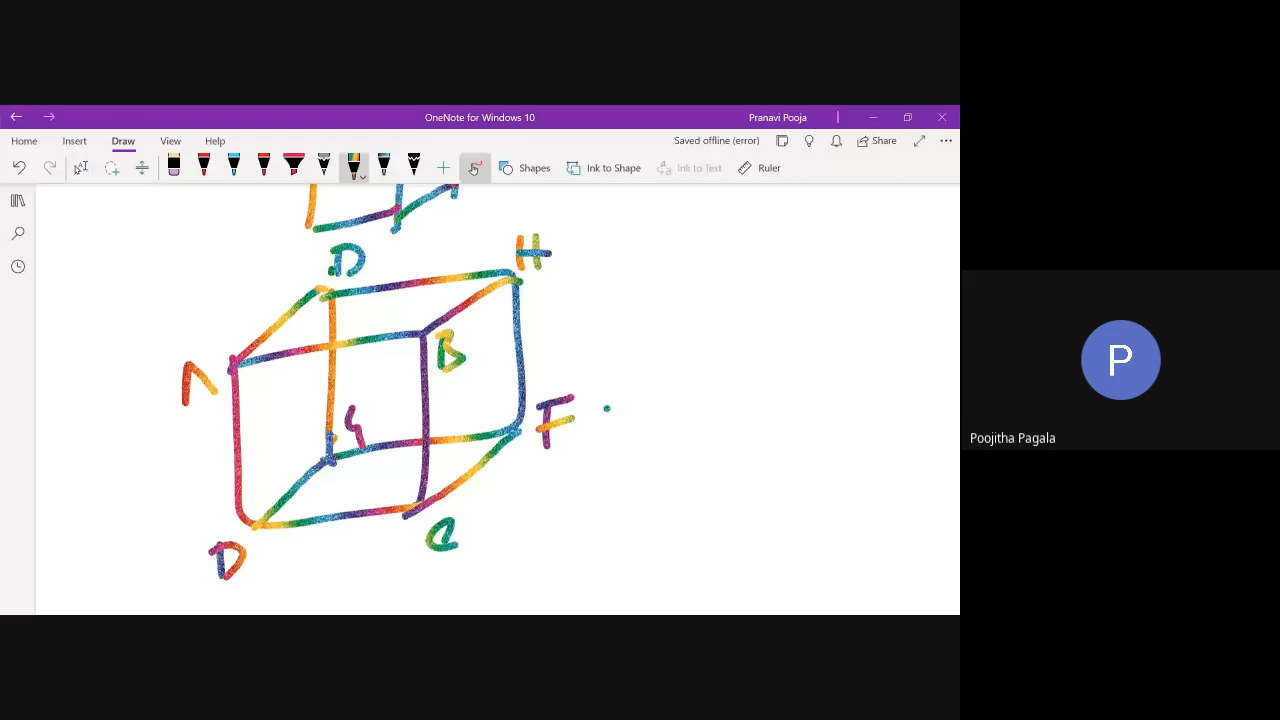 OneNote for Windows 10
Pranavi Pooja
Home Insert Draw View Help
Saved offline (error)
Share
Shapes
Ink to Shape
Ink to Text
Ruler
D
H
A
B
G
F
D
C
P
Poojitha Pagala